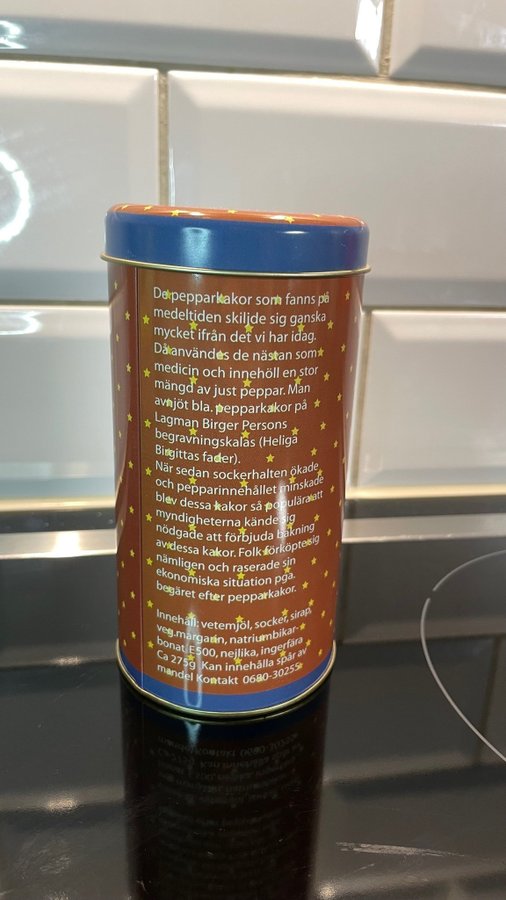 De pepparkakor som fanns på
medeltiden skiljde sig ganska
mycket ifrån det vi har idag.
Då användes de nästan som
medicin och innehöll en stor
mängd av just peppar. Man
avnjöt bla. pepparkakor på
Lagman Birger Persons
begravningskalas (Heliga
Birgittas fader).
När sedan sockerhalten ökade
och pepparinnehållet minskade
blev dessa kakor så populära att
myndigheterna kände sig
nödgade att förbjuda bakning
av dessa kakor. Folk förköpte sig
nämligen och raserade sin
ekonomiska situation pga.
begäret efter pepparkakor.
Innehåll: vetemjöl, socker, sirap,
veg.margarin, natriumbikar-
bonat E500, nejlika, ingerfära
Ca 275g Kan innehålla spår av
mandel Kontakt 0680-30255